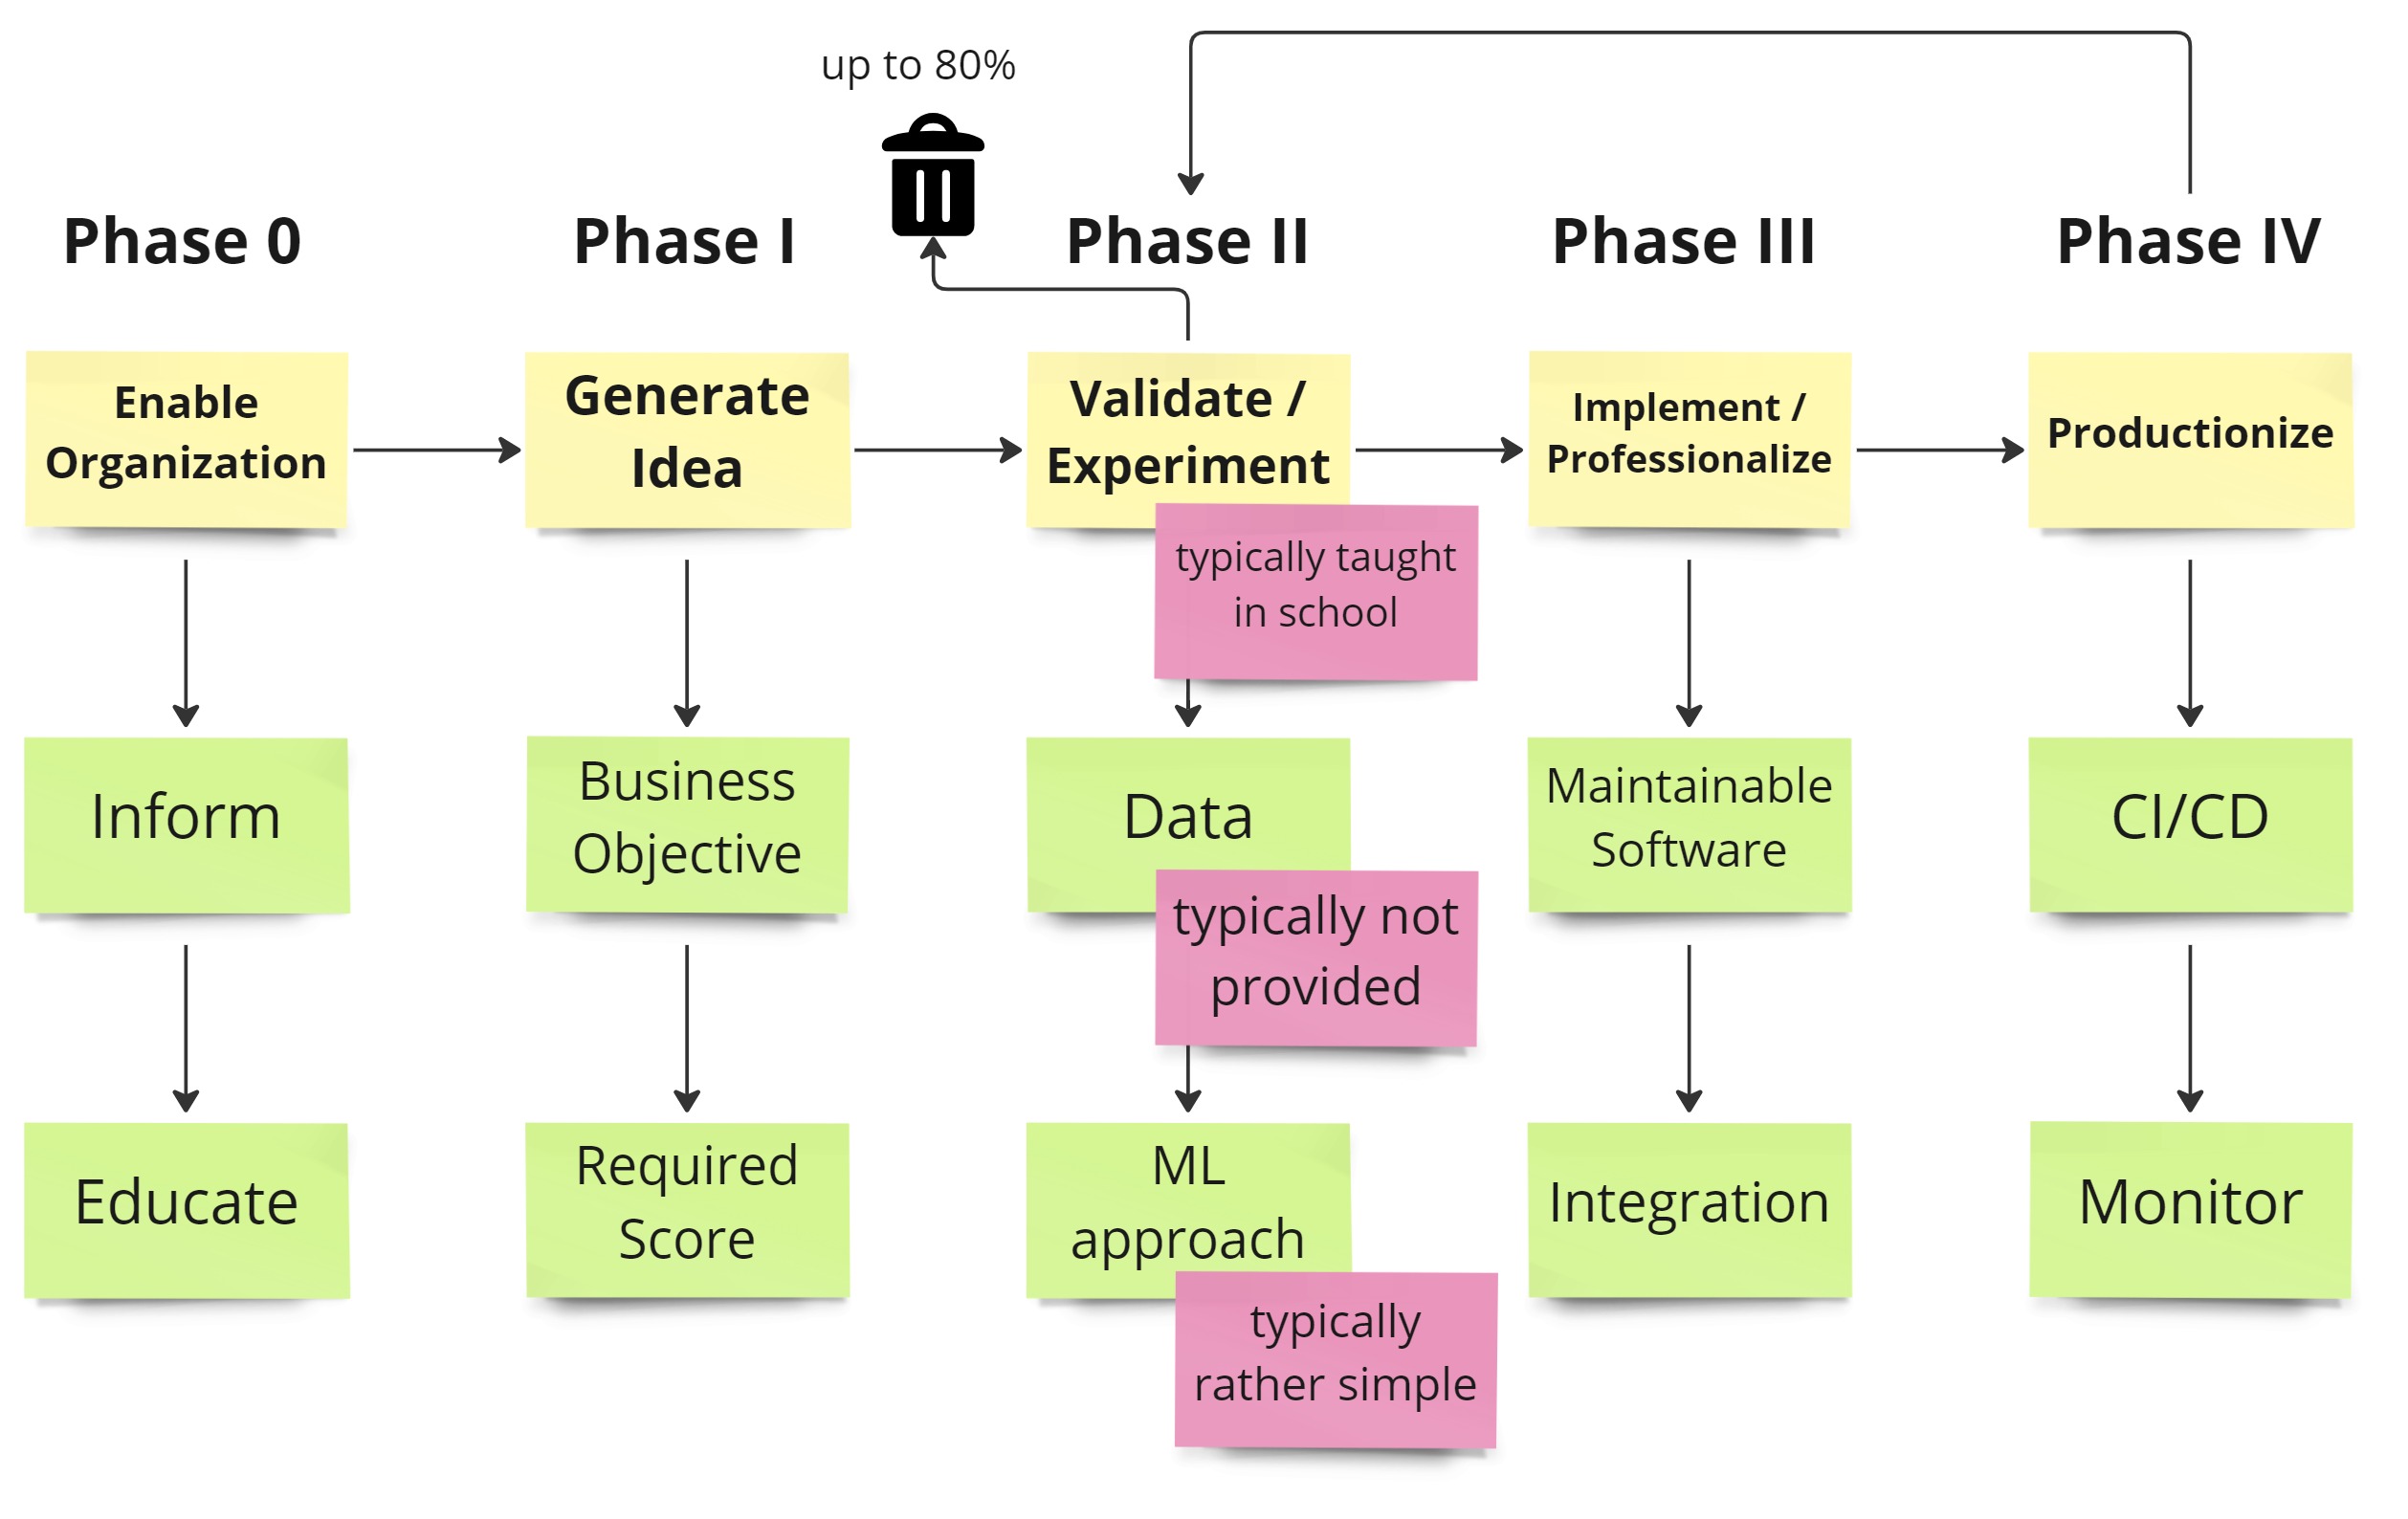 up to 80%
Phase 0
Phase I
Phase II
Phase III
Phase IV
Enable
Organization
Generate
Idea
Validate /
Experiment
Implement /
Professionalize
Productionize
typically taught
in school
Inform
Business
Objective
Data
Maintainable
Software
CI/CD
typically not
provided
Educate
Required
Score
ML
approach
Integration
Monitor
typically
rather simple